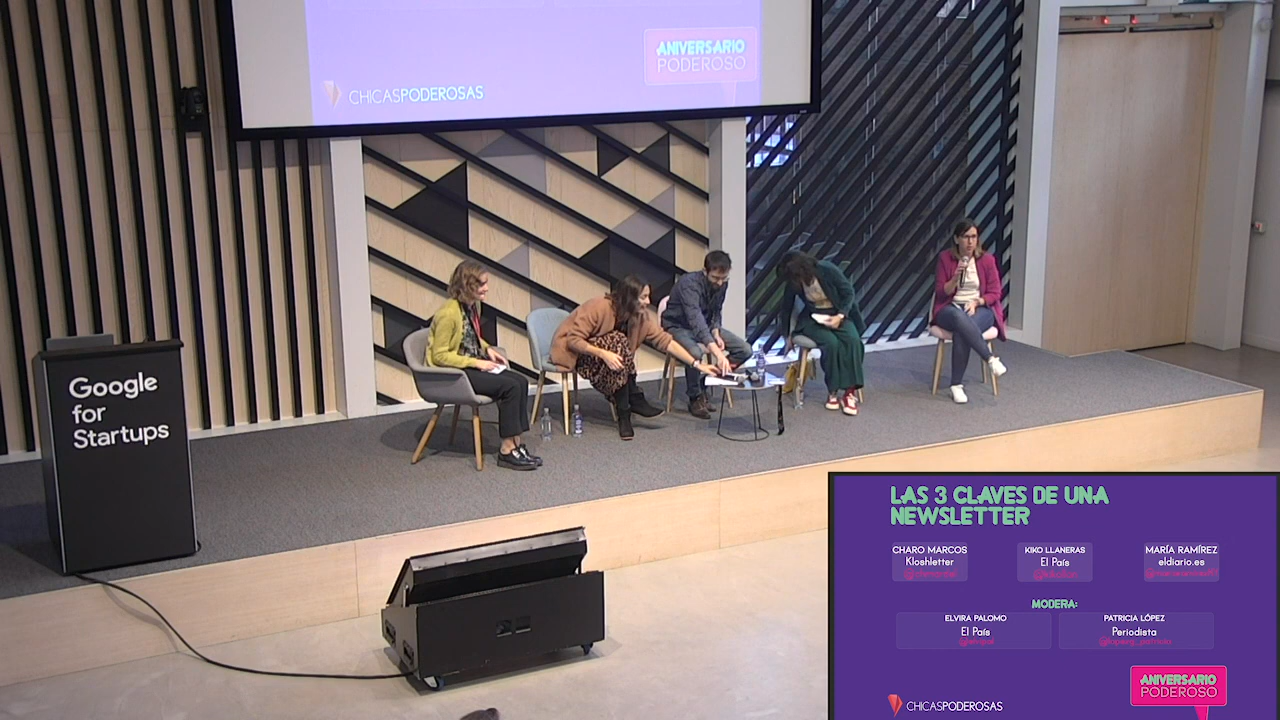 ANIVERSARIO
PODEROSO
CHICASPODEROSAS
Google
for
Startups
LAS 3 CLAVES DE UNA
NEWSLETTER
CHARO MARCOS
Kloshletter
KIKO LLANERAS
El País
MARÍA RAMÍREZ
eldiario.es
MODERA:
ELVIRA PALOMO
El País
PATRICIA LÓPEZ
Periodista
ANIVERSARIO
PODEROSO
CHICASPODEROSAS